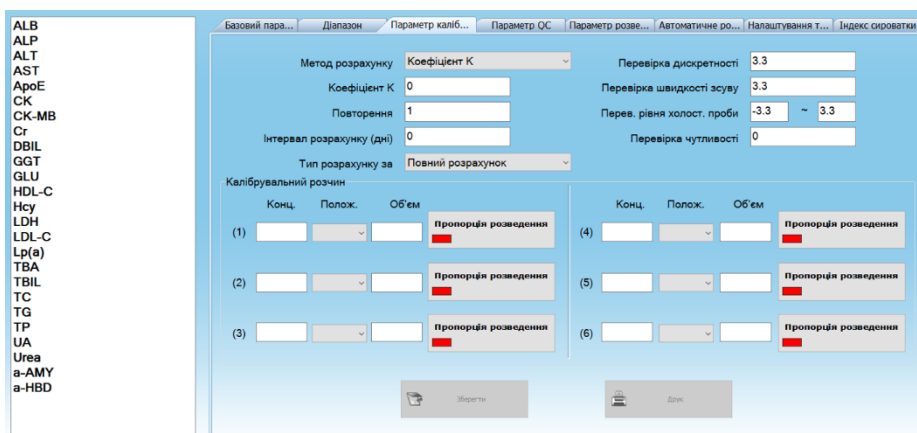 ALB
ALP
ALT
AST
ApoE
CK
CK-MB
Cr
DBIL
GGT
GLU
HDL-C
Hcy
LDH
LDL-C
Lp(a)
TBA
TBIL
TC
TG
TP
UA
Urea
a-AMY
a-HBD
Базовий пара... Діапазон Параметр каліб... Параметр QC Параметр розве... Автоматичне ро... Налаштування т... Індекс сироватки
Метод розрахунку Коефіцієнт K
Коефіцієнт K 0
Повторення 1
Інтервал розрахунку (дні) 0
Тип розрахунку за Повний розрахунок
Перевірка дискретності 3.3
Перевірка швидкості зсуву 3.3
Перев. рівня холост. проби -3.3 ~ 3.3
Перевірка чутливості 0
Калібрувальний розчин
Конц. Полож. Об'єм
(1) Пропорція розведення
(2) Пропорція розведення
(3) Пропорція розведення
Конц. Полож. Об'єм
(4) Пропорція розведення
(5) Пропорція розведення
(6) Пропорція розведення
Зберегти Друк